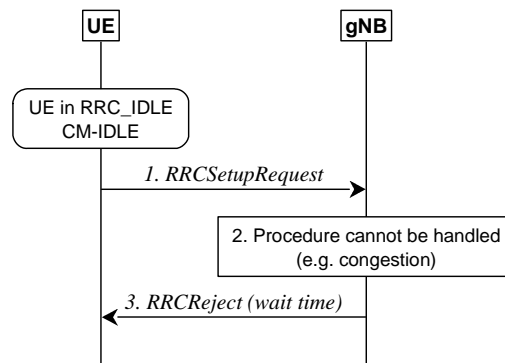 UE
gNB
UE in RRC_IDLE
CM-IDLE
1. RRCSetupRequest
2. Procedure cannot be handled
(e.g. congestion)
3. RRCReject (wait time)